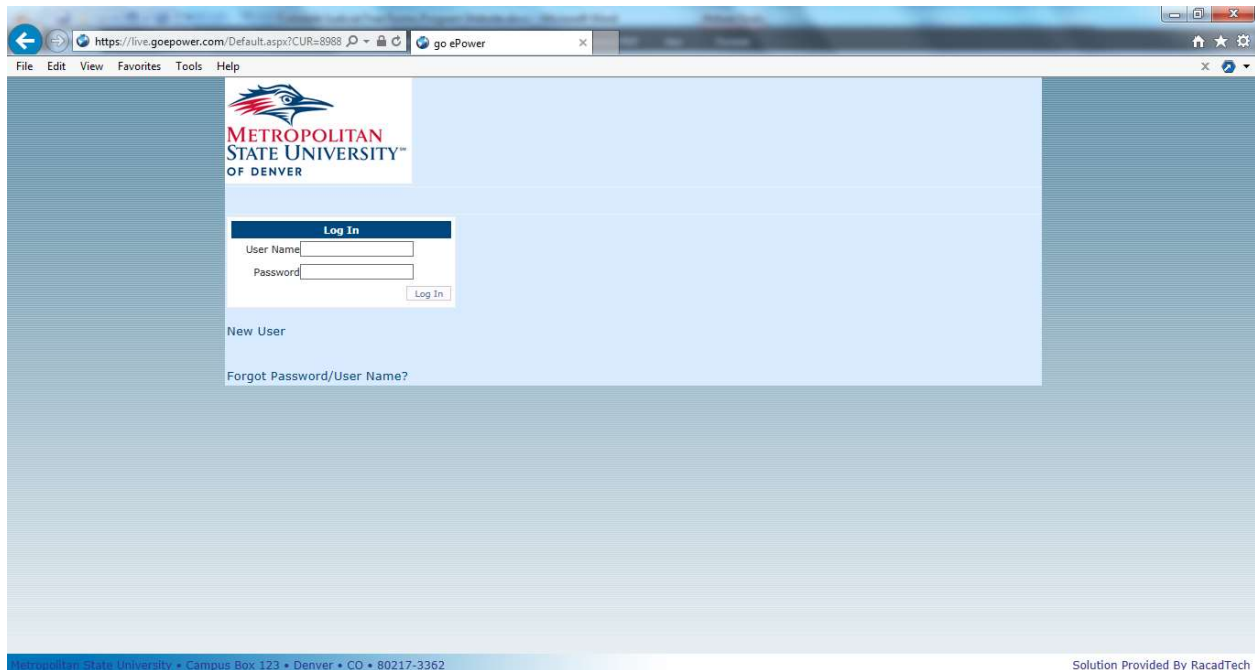 https://live.goepower.com/Default.aspx?CUR=8988
go ePower
File Edit View Favorites Tools Help
METROPOLITAN
STATE UNIVERSITY℠
OF DENVER
Log In
User Name
Password
Log In
New User
Forgot Password/User Name?
Metropolitan State University • Campus Box 123 • Denver • CO • 80217-3362
Solution Provided By RacadTech